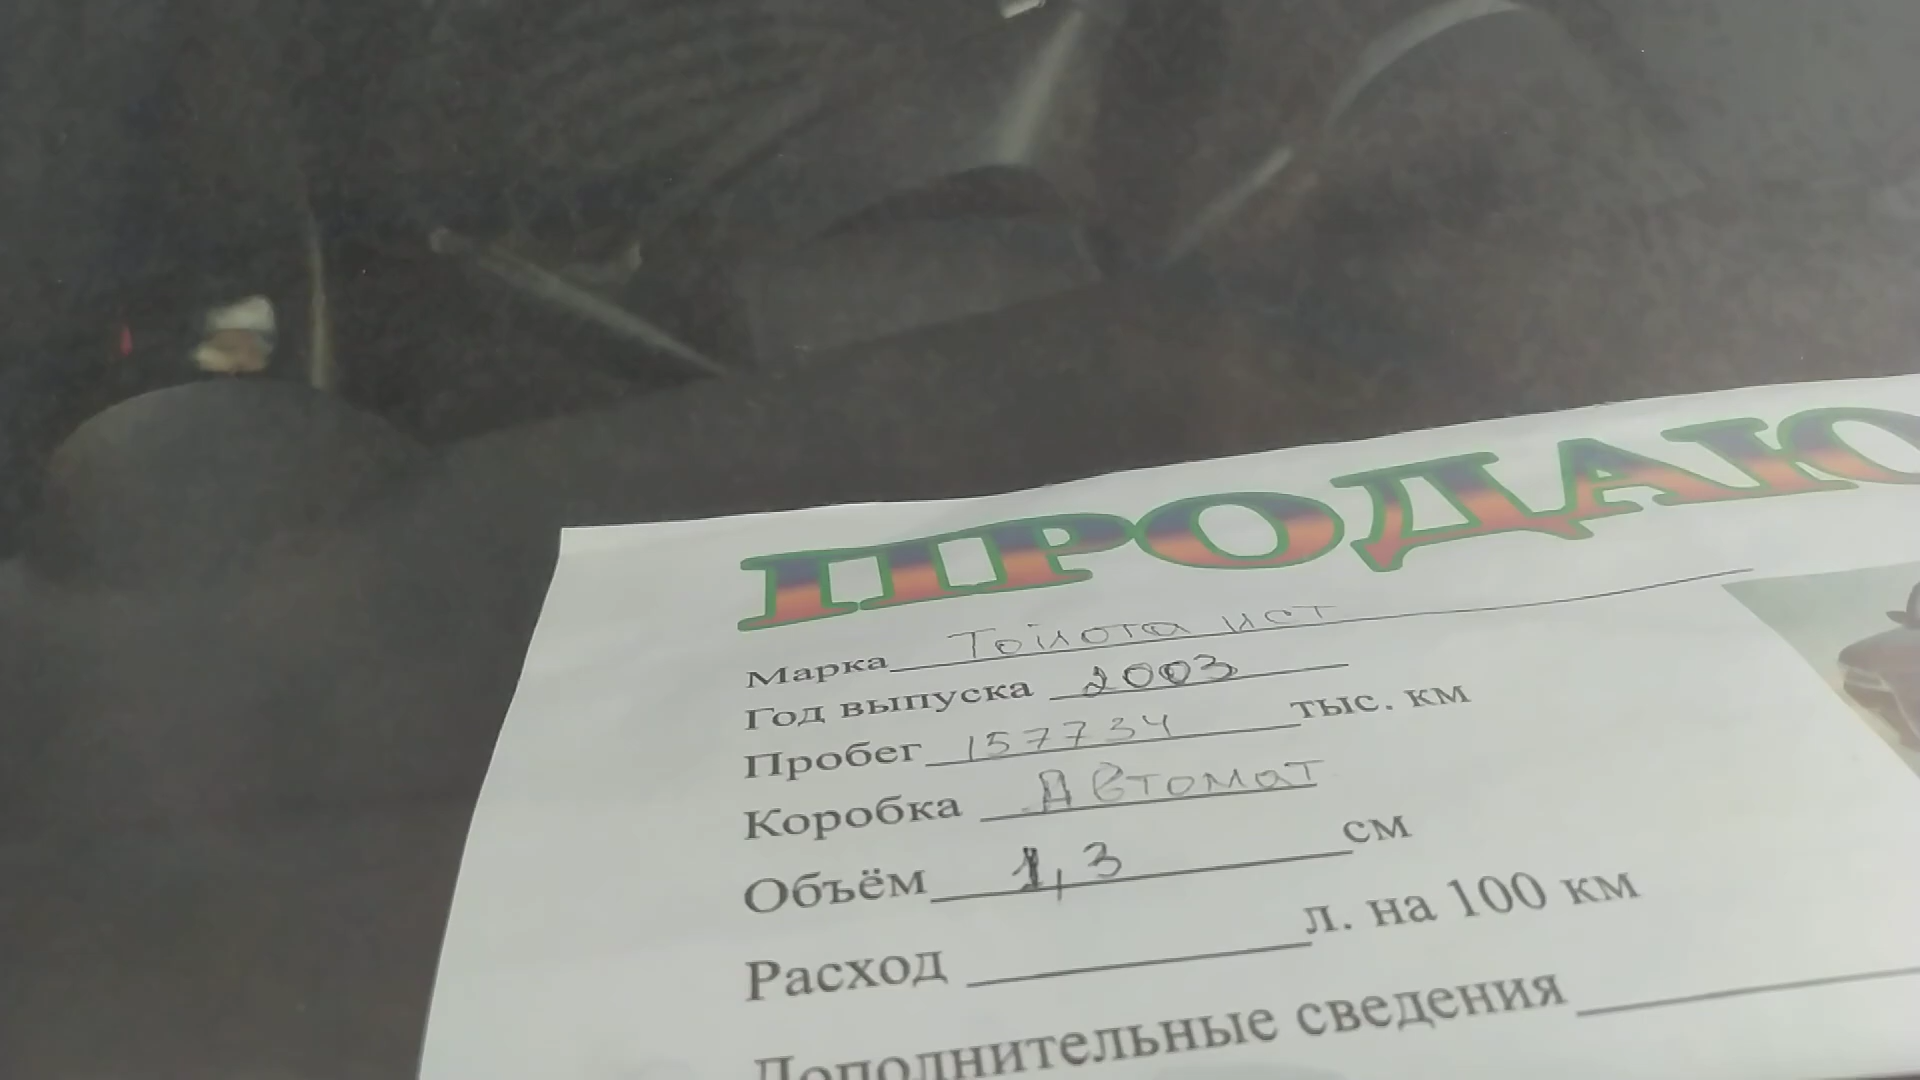 ПРОДАЮ
Марка Тойота ист
Год выпуска 2003
Пробег 157734 тыс. км
Коробка Автомат
Объём 1,3 см
Расход л. на 100 км
Дополнительные сведения